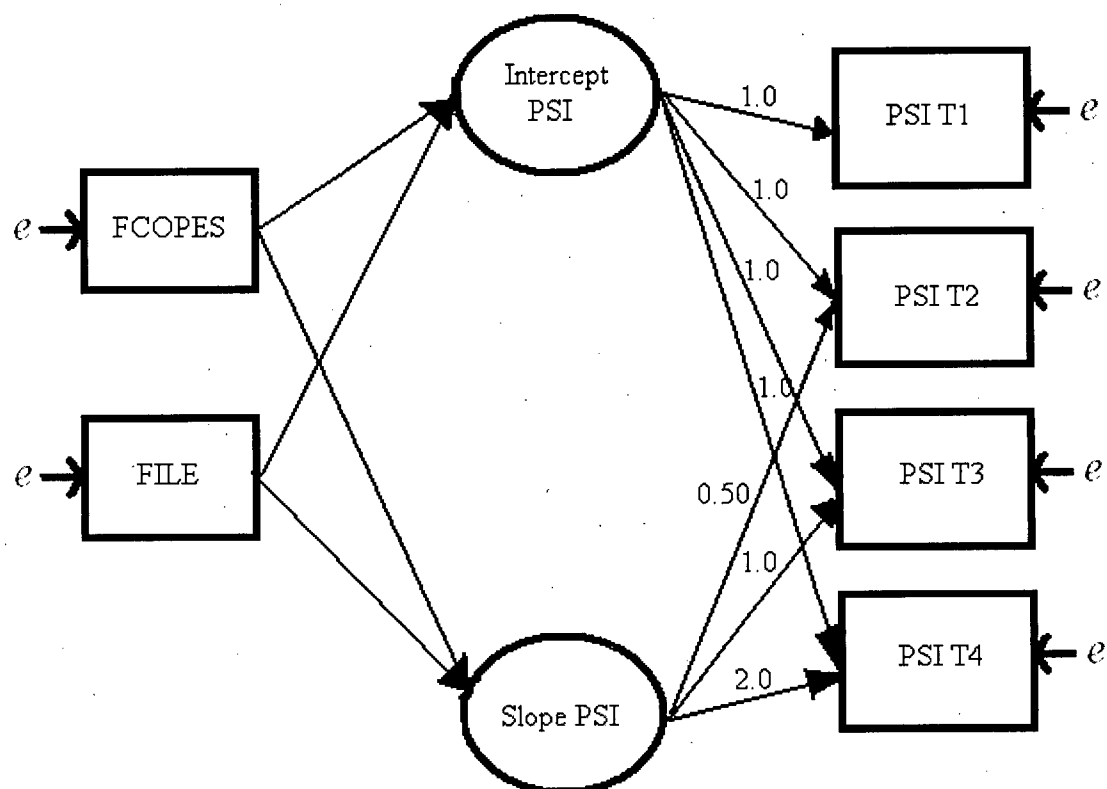 Intercept
PSI
1.0
PSI T1
e
e
FCOPES
1.0
1.0
PSI T2
e
1.0
e
FILE
0.50
PSI T3
e
1.0
Slope PSI
2.0
PSI T4
e